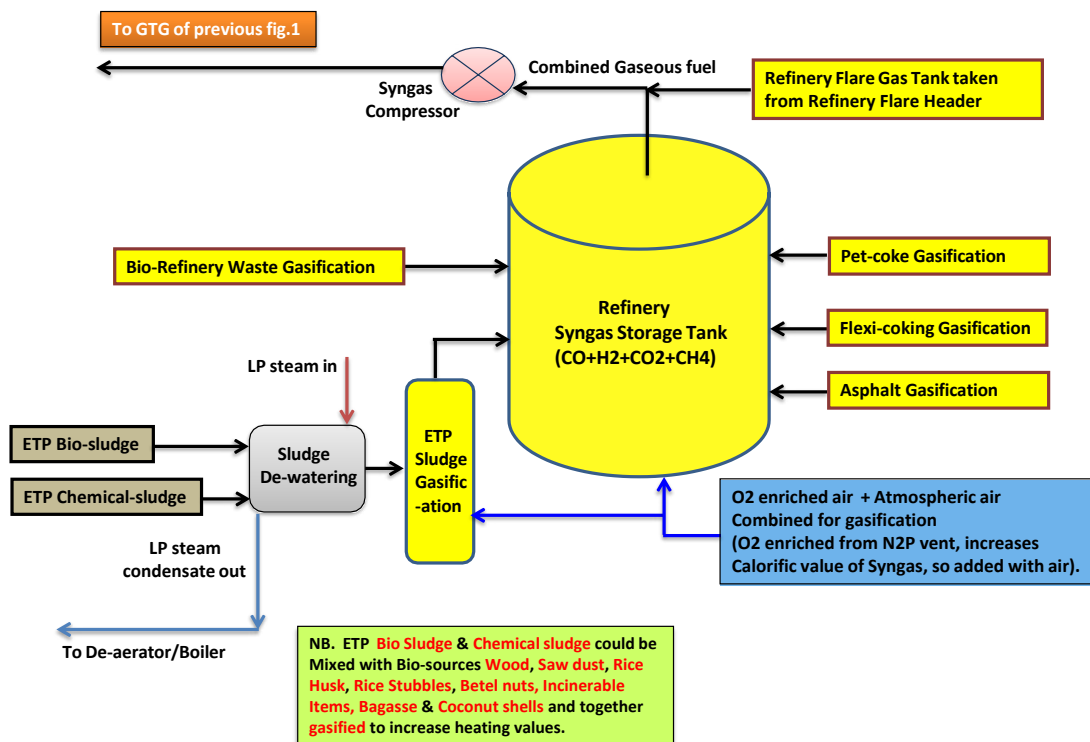 To GTG of previous fig.1
Combined Gaseous fuel
Syngas
Compressor
Refinery Flare Gas Tank taken
from Refinery Flare Header
Bio-Refinery Waste Gasification
Refinery
Syngas Storage Tank
(CO+H2+CO2+CH4)
Pet-coke Gasification
Flexi-coking Gasification
Asphalt Gasification
LP steam in
ETP Bio-sludge
ETP Chemical-sludge
Sludge
De-watering
ETP
Sludge
Gasific
-ation
LP steam
condensate out
To De-aerator/Boiler
O2 enriched air + Atmospheric air
Combined for gasification
(O2 enriched from N2P vent, increases
Calorific value of Syngas, so added with air).
NB. ETP Bio Sludge & Chemical sludge could be
Mixed with Bio-sources Wood, Saw dust, Rice
Husk, Rice Stubbles, Betel nuts, Incinerable
Items, Bagasse & Coconut shells and together
gasified to increase heating values.